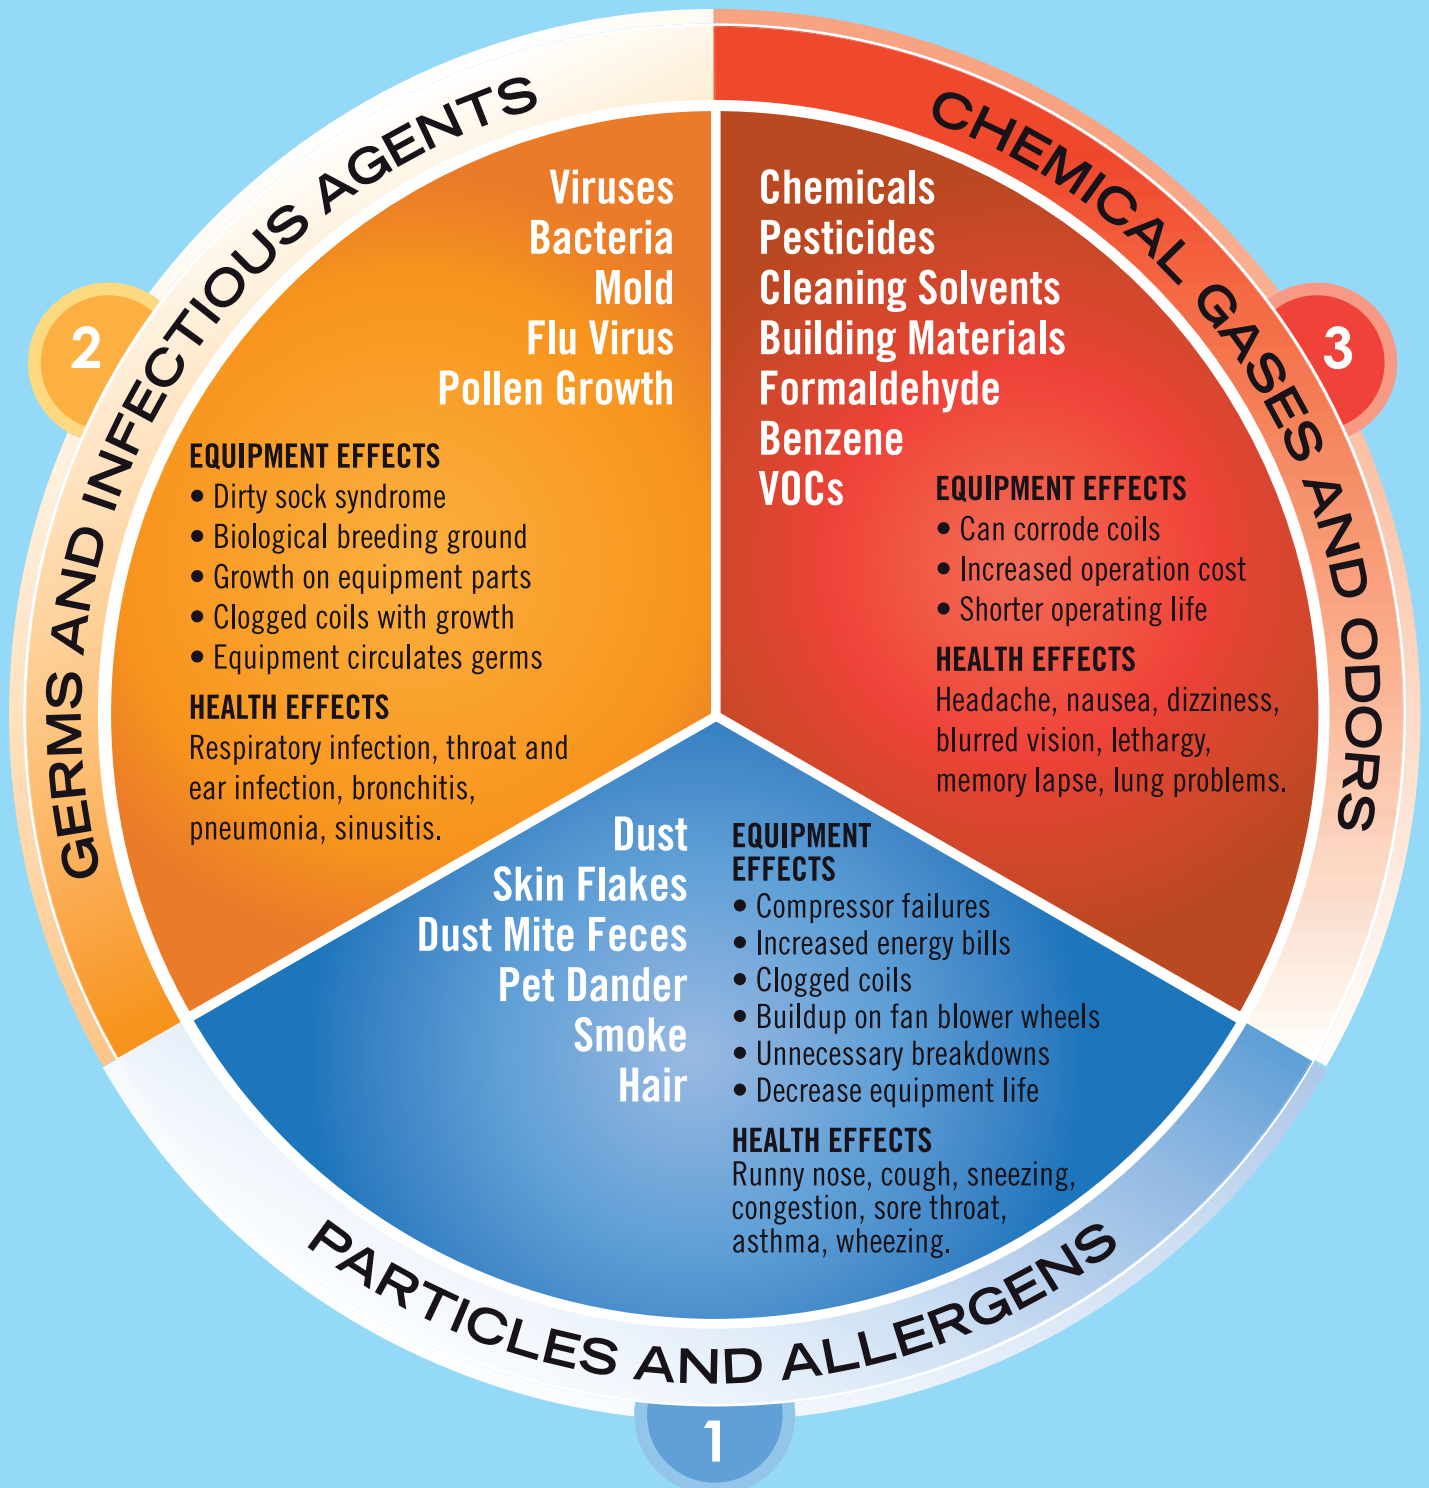 GERMS AND INFECTIOUS AGENTS
2
Viruses
Bacteria
Mold
Flu Virus
Pollen Growth
EQUIPMENT EFFECTS
• Dirty sock syndrome
• Biological breeding ground
• Growth on equipment parts
• Clogged coils with growth
• Equipment circulates germs
HEALTH EFFECTS
Respiratory infection, throat and
ear infection, bronchitis,
pneumonia, sinusitis.
CHEMICAL GASES AND ODORS
3
Chemicals
Pesticides
Cleaning Solvents
Building Materials
Formaldehyde
Benzene
VOCs
EQUIPMENT EFFECTS
• Can corrode coils
• Increased operation cost
• Shorter operating life
HEALTH EFFECTS
Headache, nausea, dizziness,
blurred vision, lethargy,
memory lapse, lung problems.
Dust
Skin Flakes
Dust Mite Feces
Pet Dander
Smoke
Hair
EQUIPMENT
EFFECTS
• Compressor failures
• Increased energy bills
• Clogged coils
• Buildup on fan blower wheels
• Unnecessary breakdowns
• Decrease equipment life
HEALTH EFFECTS
Runny nose, cough, sneezing,
congestion, sore throat,
asthma, wheezing.
PARTICLES AND ALLERGENS
1